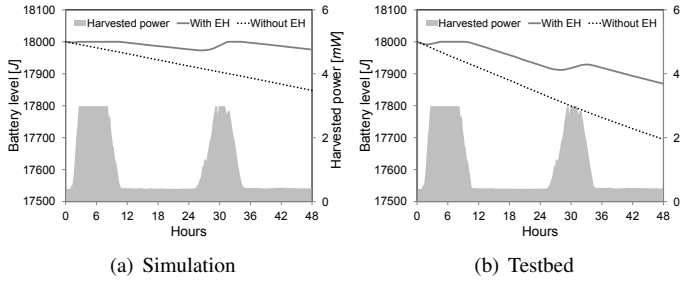 Harvested power With EH Without EH
18100
18000
17900
17800
17700
17600
17500
Battery level [J]
6
4
2
0
Harvested power [mW]
0 6 12 18 24 30 36 42 48
Hours
(a) Simulation
Harvested power With EH Without EH
18100
18000
17900
17800
17700
17600
17500
Battery level [J]
6
4
2
0
Harvested power [mW]
0 6 12 18 24 30 36 42 48
Hours
(b) Testbed